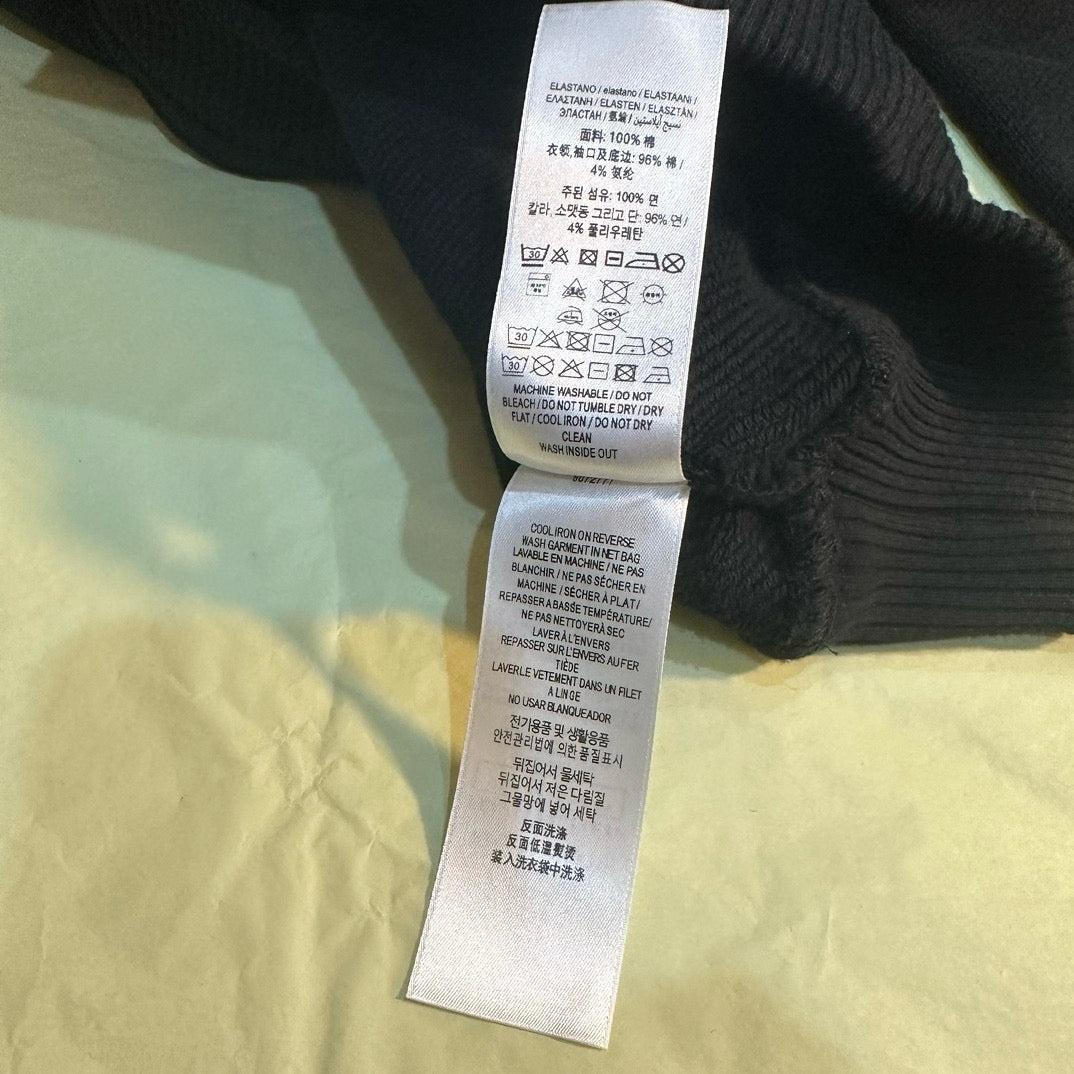 ELASTANO / elastano / ELASTAANI /
ΕΛΑΣΤΑΝΗ / ELASTEN / ELASZTÁN /
ЭЛАСТАН / 氨綸 / نسيج إيلاستين
面料: 100% 棉
衣领,袖口及底边: 96% 棉 /
4% 氨纶
주된 섬유: 100% 면
칼라, 소맷동 그리고 단: 96% 면 /
4% 폴리우레탄
30
30
30
MACHINE WASHABLE / DO NOT
BLEACH / DO NOT TUMBLE DRY / DRY
FLAT / COOL IRON / DO NOT DRY
CLEAN
WASH INSIDE OUT
COOL IRON ON REVERSE
WASH GARMENT IN NET BAG
LAVABLE EN MACHINE / NE PAS
BLANCHIR / NE PAS SÉCHER EN
MACHINE / SÉCHER À PLAT /
REPASSER A BASSE TEMPÉRATURE/
NE PAS NETTOYER À SEC
LAVER À L'ENVERS
REPASSER SUR L'ENVERS AU FER
TIÈDE
LAVER LE VETEMENT DANS UN FILET
A LINGE
NO USAR BLANQUEADOR
전기용품 및 생활용품
안전관리법에 의한 품질표시
뒤집어서 물세탁
뒤집어서 저온 다림질
그물망에 넣어 세탁
反面洗涤
反面低温熨烫
装入洗衣袋中洗涤